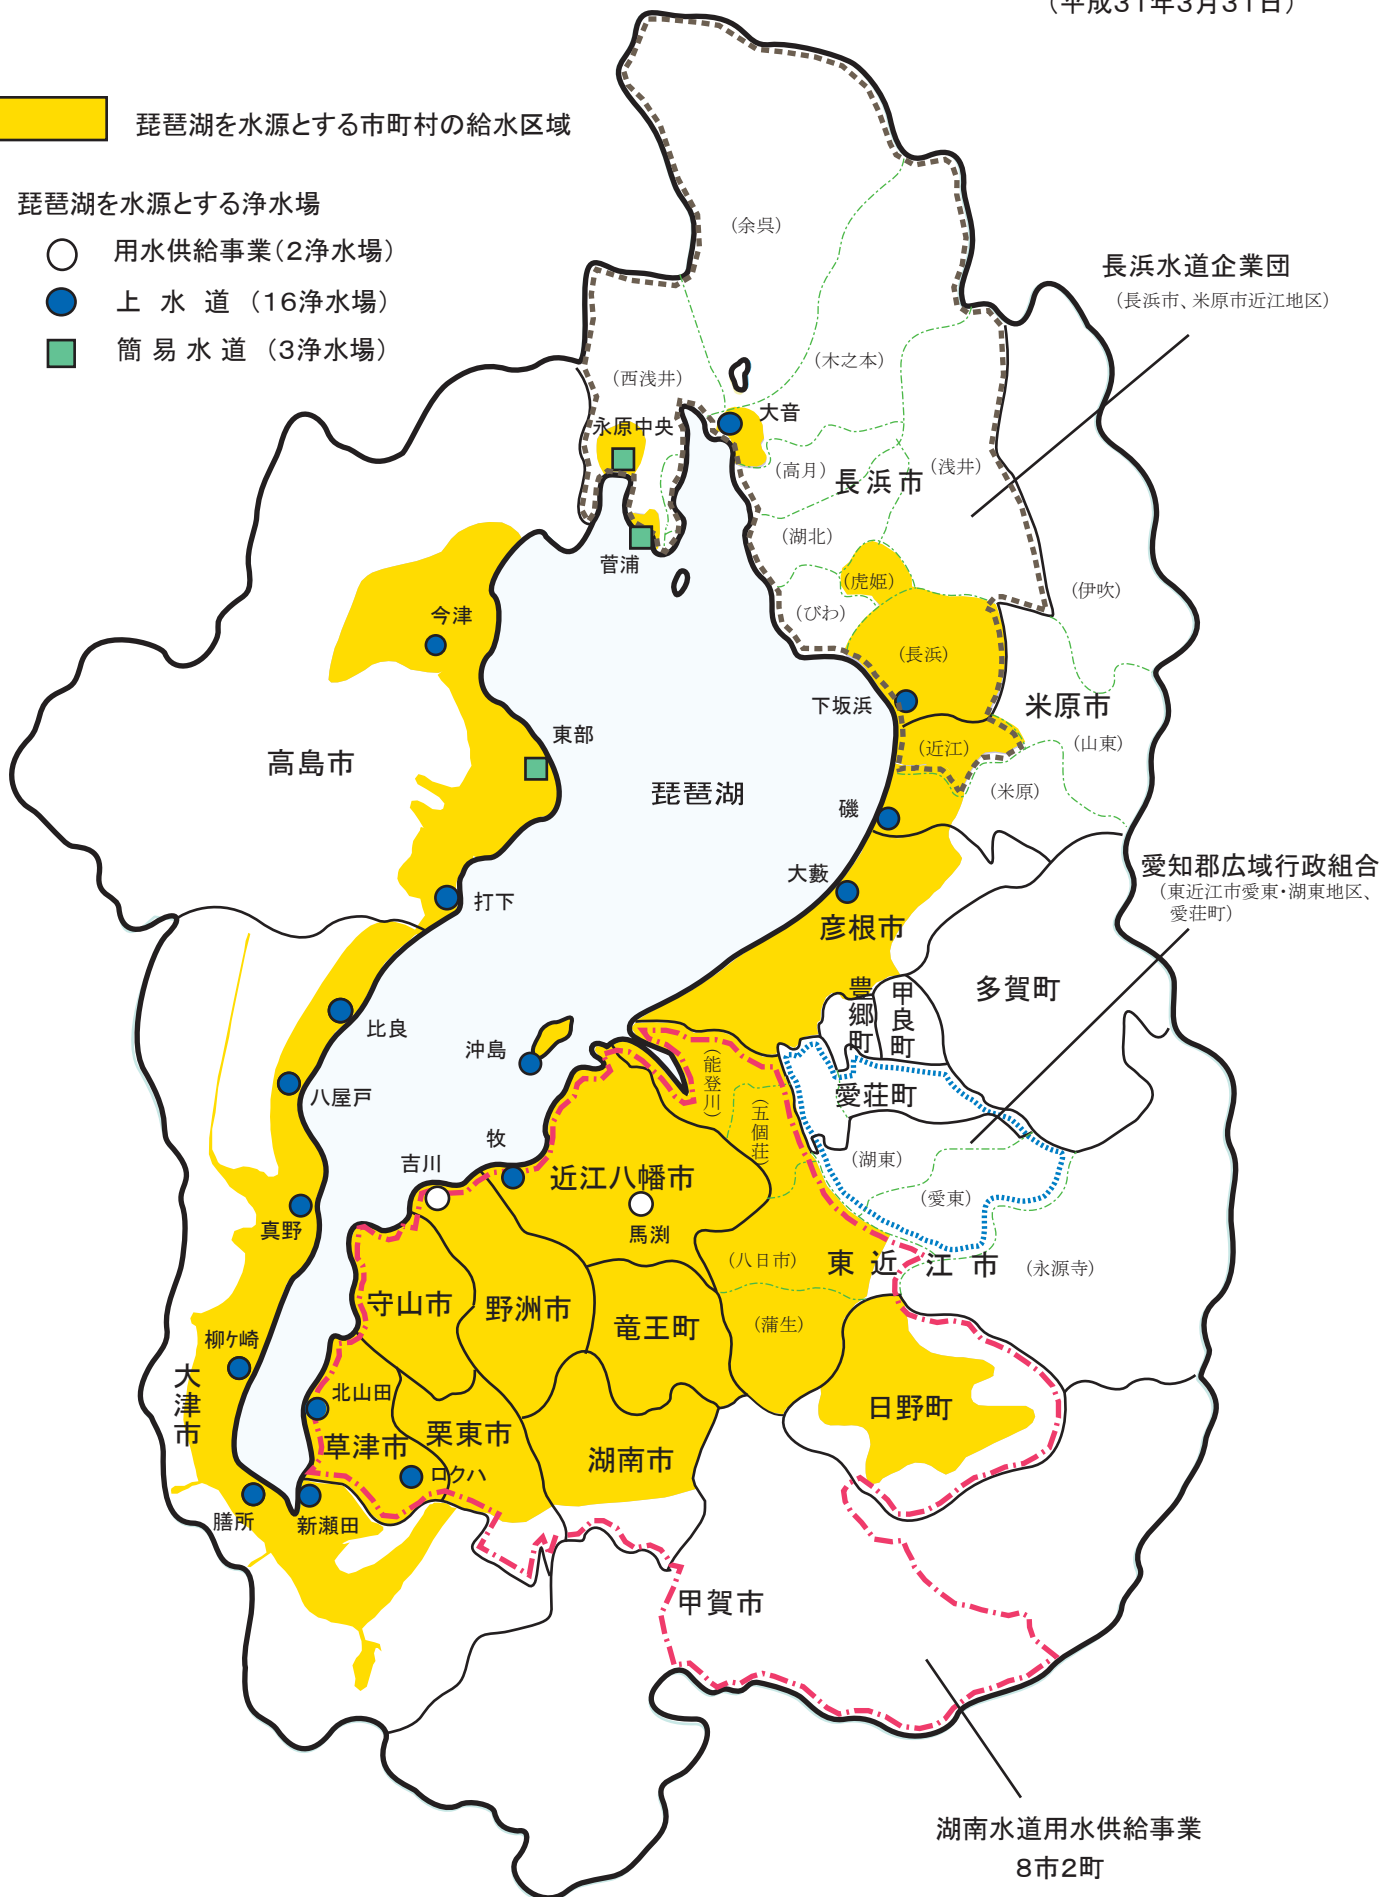 (平成31年3月31日)
琵琶湖を水源とする市町村の給水区域
琵琶湖を水源とする浄水場
用水供給事業(2浄水場)
上 水 道 (16浄水場)
簡 易 水 道 (3浄水場)
(余呉)
長浜水道企業団
(長浜市、米原市近江地区)
(木之本)
(西浅井)
大音
永原中央
(高月)
(浅井)
長浜市
(湖北)
菅浦
(虎姫)
(伊吹)
(びわ)
今津
(長浜)
下坂浜
米原市
東部
(近江)
(山東)
高島市
琵琶湖
(米原)
磯
愛知郡広域行政組合
(東近江市愛東・湖東地区、
愛荘町)
大藪
打下
彦根市
多賀町
豊郷町
甲良町
比良
沖島
(能登川)
八屋戸
愛荘町
(五個荘)
牧
吉川
近江八幡市
(湖東)
(愛東)
真野
馬渕
(八日市)
東 近 江 市
(永源寺)
守山市
野洲市
竜王町
(蒲生)
柳ケ崎
大津市
北山田
日野町
草津市
栗東市
湖南市
ロクハ
膳所
新瀬田
甲賀市
湖南水道用水供給事業
8市2町